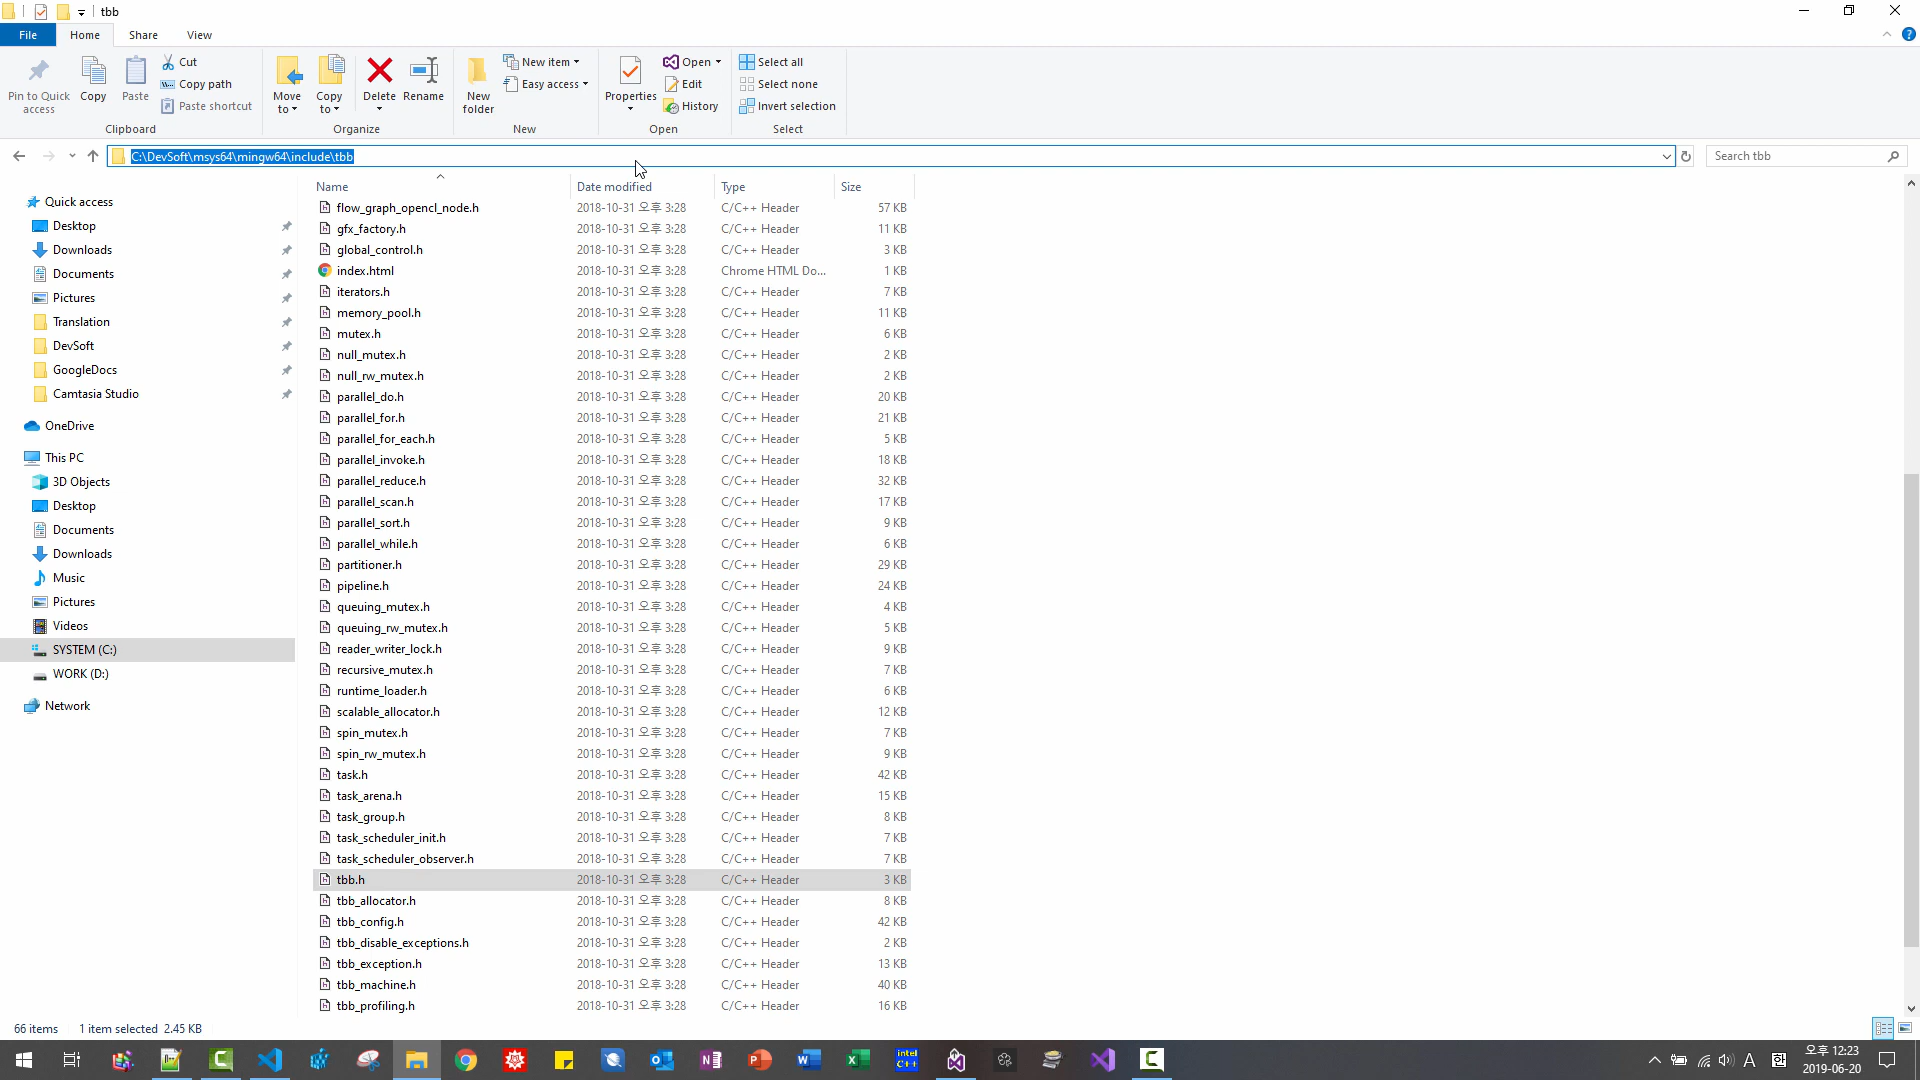 tbb
File Home Share View
Pin to Quick access
Copy
Paste
Cut
Copy path
Paste shortcut
Clipboard
Move to
Copy to
Delete
Rename
Organize
New folder
New item
Easy access
New
Properties
Open
Edit
History
Open
Select all
Select none
Invert selection
Select
C:\DevSoft\msys64\mingw64\include\tbb
Search tbb
Quick access
Desktop
Downloads
Documents
Pictures
Translation
DevSoft
GoogleDocs
Camtasia Studio
OneDrive
This PC
3D Objects
Desktop
Documents
Downloads
Music
Pictures
Videos
SYSTEM (C:)
WORK (D:)
Network
Name Date modified Type Size
flow_graph_opencl_node.h 2018-10-31 오후 3:28 C/C++ Header 57 KB
gfx_factory.h 2018-10-31 오후 3:28 C/C++ Header 11 KB
global_control.h 2018-10-31 오후 3:28 C/C++ Header 3 KB
index.html 2018-10-31 오후 3:28 Chrome HTML Do... 1 KB
iterators.h 2018-10-31 오후 3:28 C/C++ Header 7 KB
memory_pool.h 2018-10-31 오후 3:28 C/C++ Header 11 KB
mutex.h 2018-10-31 오후 3:28 C/C++ Header 6 KB
null_mutex.h 2018-10-31 오후 3:28 C/C++ Header 2 KB
null_rw_mutex.h 2018-10-31 오후 3:28 C/C++ Header 2 KB
parallel_do.h 2018-10-31 오후 3:28 C/C++ Header 20 KB
parallel_for.h 2018-10-31 오후 3:28 C/C++ Header 21 KB
parallel_for_each.h 2018-10-31 오후 3:28 C/C++ Header 5 KB
parallel_invoke.h 2018-10-31 오후 3:28 C/C++ Header 18 KB
parallel_reduce.h 2018-10-31 오후 3:28 C/C++ Header 32 KB
parallel_scan.h 2018-10-31 오후 3:28 C/C++ Header 17 KB
parallel_sort.h 2018-10-31 오후 3:28 C/C++ Header 9 KB
parallel_while.h 2018-10-31 오후 3:28 C/C++ Header 6 KB
partitioner.h 2018-10-31 오후 3:28 C/C++ Header 29 KB
pipeline.h 2018-10-31 오후 3:28 C/C++ Header 24 KB
queuing_mutex.h 2018-10-31 오후 3:28 C/C++ Header 4 KB
queuing_rw_mutex.h 2018-10-31 오후 3:28 C/C++ Header 5 KB
reader_writer_lock.h 2018-10-31 오후 3:28 C/C++ Header 9 KB
recursive_mutex.h 2018-10-31 오후 3:28 C/C++ Header 7 KB
runtime_loader.h 2018-10-31 오후 3:28 C/C++ Header 6 KB
scalable_allocator.h 2018-10-31 오후 3:28 C/C++ Header 12 KB
spin_mutex.h 2018-10-31 오후 3:28 C/C++ Header 7 KB
spin_rw_mutex.h 2018-10-31 오후 3:28 C/C++ Header 9 KB
task.h 2018-10-31 오후 3:28 C/C++ Header 42 KB
task_arena.h 2018-10-31 오후 3:28 C/C++ Header 15 KB
task_group.h 2018-10-31 오후 3:28 C/C++ Header 8 KB
task_scheduler_init.h 2018-10-31 오후 3:28 C/C++ Header 7 KB
task_scheduler_observer.h 2018-10-31 오후 3:28 C/C++ Header 7 KB
tbb.h 2018-10-31 오후 3:28 C/C++ Header 3 KB
tbb_allocator.h 2018-10-31 오후 3:28 C/C++ Header 8 KB
tbb_config.h 2018-10-31 오후 3:28 C/C++ Header 42 KB
tbb_disable_exceptions.h 2018-10-31 오후 3:28 C/C++ Header 2 KB
tbb_exception.h 2018-10-31 오후 3:28 C/C++ Header 13 KB
tbb_machine.h 2018-10-31 오후 3:28 C/C++ Header 40 KB
tbb_profiling.h 2018-10-31 오후 3:28 C/C++ Header 16 KB
66 items 1 item selected 2.45 KB
intel C++
A
오후 12:23
2019-06-20